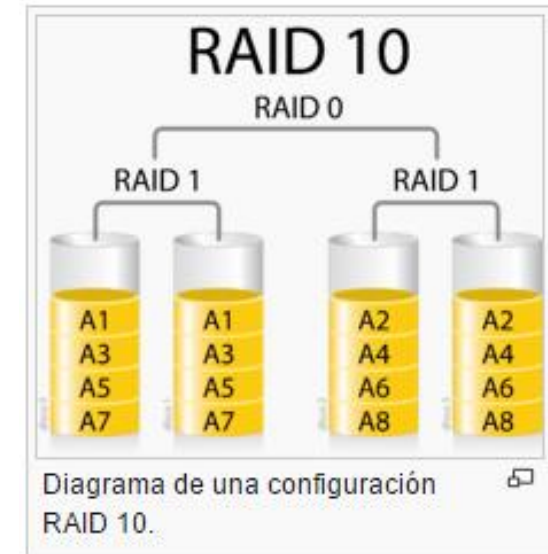 RAID 10
RAID 0
RAID 1 RAID 1
A1 A1 A2 A2
A3 A3 A4 A4
A5 A5 A6 A6
A7 A7 A8 A8
Diagrama de una configuración
RAID 10.